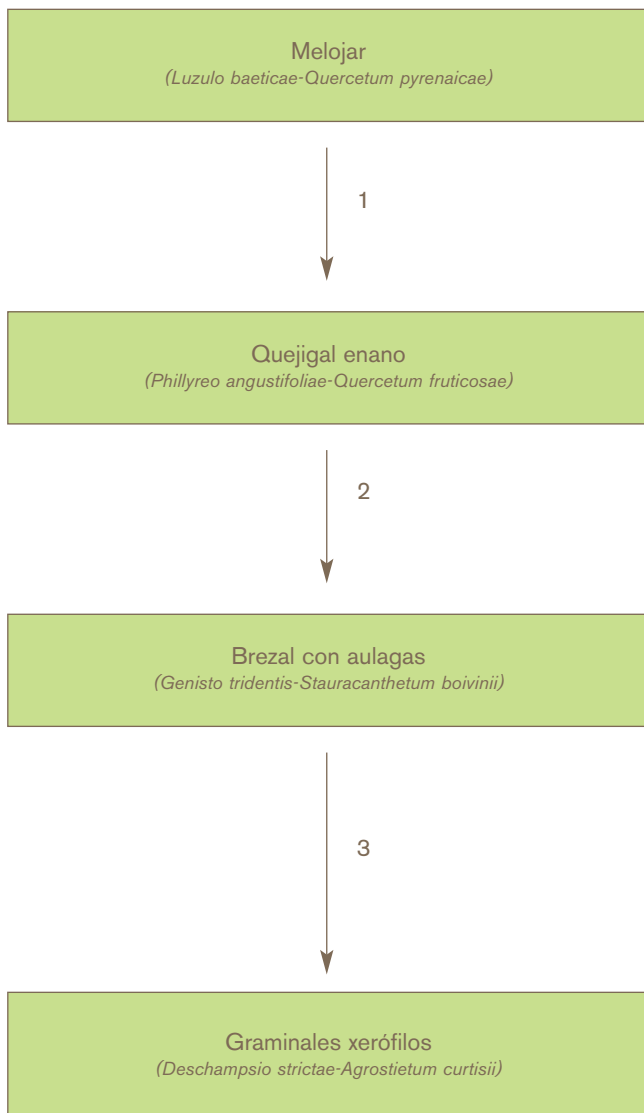 Melojar
(Luzulo baeticae-Quercetum pyrenaicae)
1
Quejigal enano
(Phillyreo angustifoliae-Quercetum fruticosae)
2
Brezal con aulagas
(Genisto tridentis-Stauracanthetum boivinii)
3
Graminales xerófilos
(Deschampsio strictae-Agrostietum curtisii)